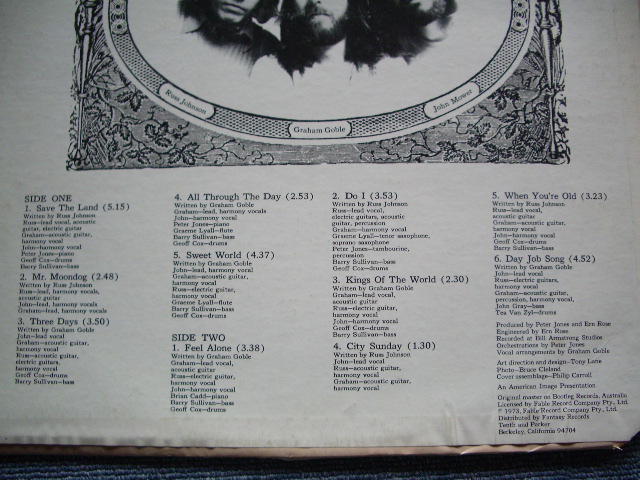 Russ Johnson
Graham Goble
John Mower
SIDE ONE
1. Save The Land (5.15)
Written by Russ Johnson
Russ—lead vocal, acoustic
guitar, electric guitar
Graham—acoustic guitar,
harmony vocal
John—harmony vocal
Peter Jones—piano
Geoff Cox—drums
Barry Sullivan—bass
2. Mr. Moondog (2.48)
Written by Russ Johnson
Russ—lead, harmony vocals,
acoustic guitar
John—lead, harmony vocals
Graham—lead, harmony vocals
3. Three Days (3.50)
Written by Graham Goble
John—lead vocal
Graham—acoustic guitar,
harmony vocal
Russ—acoustic guitar,
electric guitars,
harmony vocal
Geoff Cox—drums
Barry Sullivan—bass
4. All Through The Day (2.53)
Written by Graham Goble
Graham—lead, harmony vocals
John—harmony vocal
Peter Jones—piano
Graeme Lyall—flute
Barry Sullivan—bass
Geoff Cox—drums
5. Sweet World (4.37)
Written by Graham Goble
John—lead, harmony vocals
Graham—acoustic guitar,
harmony vocal
Russ—electric guitar,
harmony vocal
Graeme Lyall—flute
Barry Sullivan—bass
Geoff Cox—drums
SIDE TWO
1. Feel Alone (3.38)
Written by Graham Goble
Graham—lead vocal,
acoustic guitar
Russ—electric guitars,
harmony vocal
John—harmony vocal
Brian Cadd—piano
Barry Sullivan—bass
Geoff Cox—drums
2. Do I (3.53)
Written by Russ Johnson
Russ—lead vocal,
electric guitars, acoustic
guitar, percussion
Graham—harmony vocal
Graeme Lyall—tenor saxophone,
soprano saxophone
Peter Jones—tambourine,
percussion
Barry Sullivan—bass
Geoff Cox—drums
3. Kings Of The World (2.30)
Written by Graham Goble
Graham—lead vocal,
acoustic guitar
Russ—electric guitar,
harmony vocal
John—harmony vocal
Geoff Cox—drums
4. City Sunday (1.30)
Written by Russ Johnson
John—lead vocal
Russ—acoustic guitar,
harmony vocal
Graham—acoustic guitar,
harmony vocal
5. When You're Old (3.23)
Written by Russ Johnson
Russ—lead vocal,
acoustic guitar
Graham—acoustic guitar,
harmony vocal
John—harmony vocal
Geoff Cox—drums
Barry Sullivan—bass
6. Day Job Song (4.52)
Written by Graham Goble
John—lead vocal
Russ—electric guitar,
harmony vocal
Graham—acoustic guitar,
percussion, harmony vocal
John Gray—bass
Tea Van Zyl—drums
Produced by Peter Jones and Ern Rose
Engineered by Ern Rose
Recorded at Bill Armstrong Studios
Orchestrations by Peter Jones
Vocal arrangements by Graham Goble
Art direction and design—Tony Lane
Photo—Bruce Cleland
Cover assemblage—Philip Carroll
An American Image Presentation
Original master on Bootleg Records, Australia
Licensed by Fable Record Company Pty., Ltd.
© 1973, Fable Record Company Pty., Ltd.
Distributed by Fantasy Records
Tenth and Parker
Berkeley, California 94704